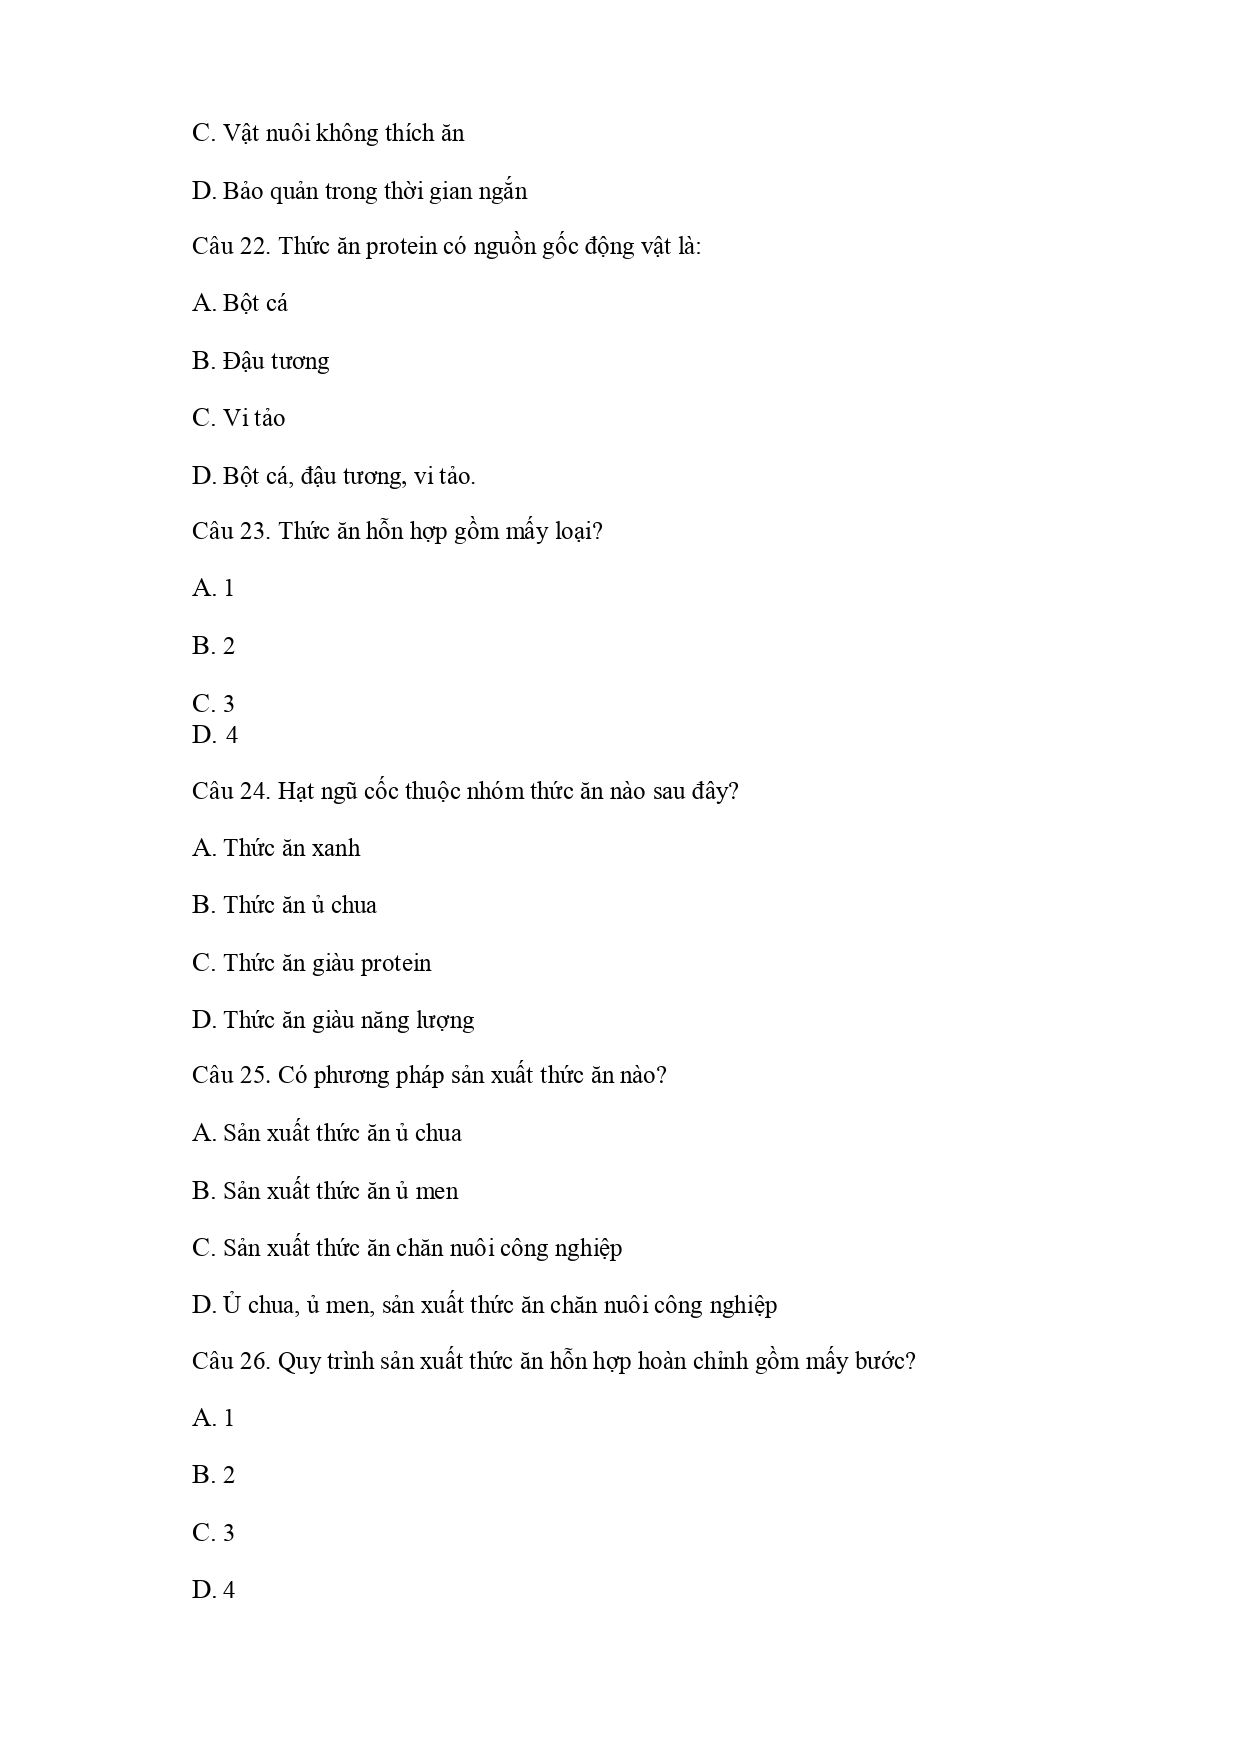 C. Vật nuôi không thích ăn
D. Bảo quản trong thời gian ngắn
Câu 22. Thức ăn protein có nguồn gốc động vật là:
A. Bột cá
B. Đậu tương
C. Vi tảo
D. Bột cá, đậu tương, vi tảo.
Câu 23. Thức ăn hỗn hợp gồm mấy loại?
A. 1
B. 2
C. 3
D. 4
Câu 24. Hạt ngũ cốc thuộc nhóm thức ăn nào sau đây?
A. Thức ăn xanh
B. Thức ăn ủ chua
C. Thức ăn giàu protein
D. Thức ăn giàu năng lượng
Câu 25. Có phương pháp sản xuất thức ăn nào?
A. Sản xuất thức ăn ủ chua
B. Sản xuất thức ăn ủ men
C. Sản xuất thức ăn chăn nuôi công nghiệp
D. Ủ chua, ủ men, sản xuất thức ăn chăn nuôi công nghiệp
Câu 26. Quy trình sản xuất thức ăn hỗn hợp hoàn chỉnh gồm mấy bước?
A. 1
B. 2
C. 3
D. 4